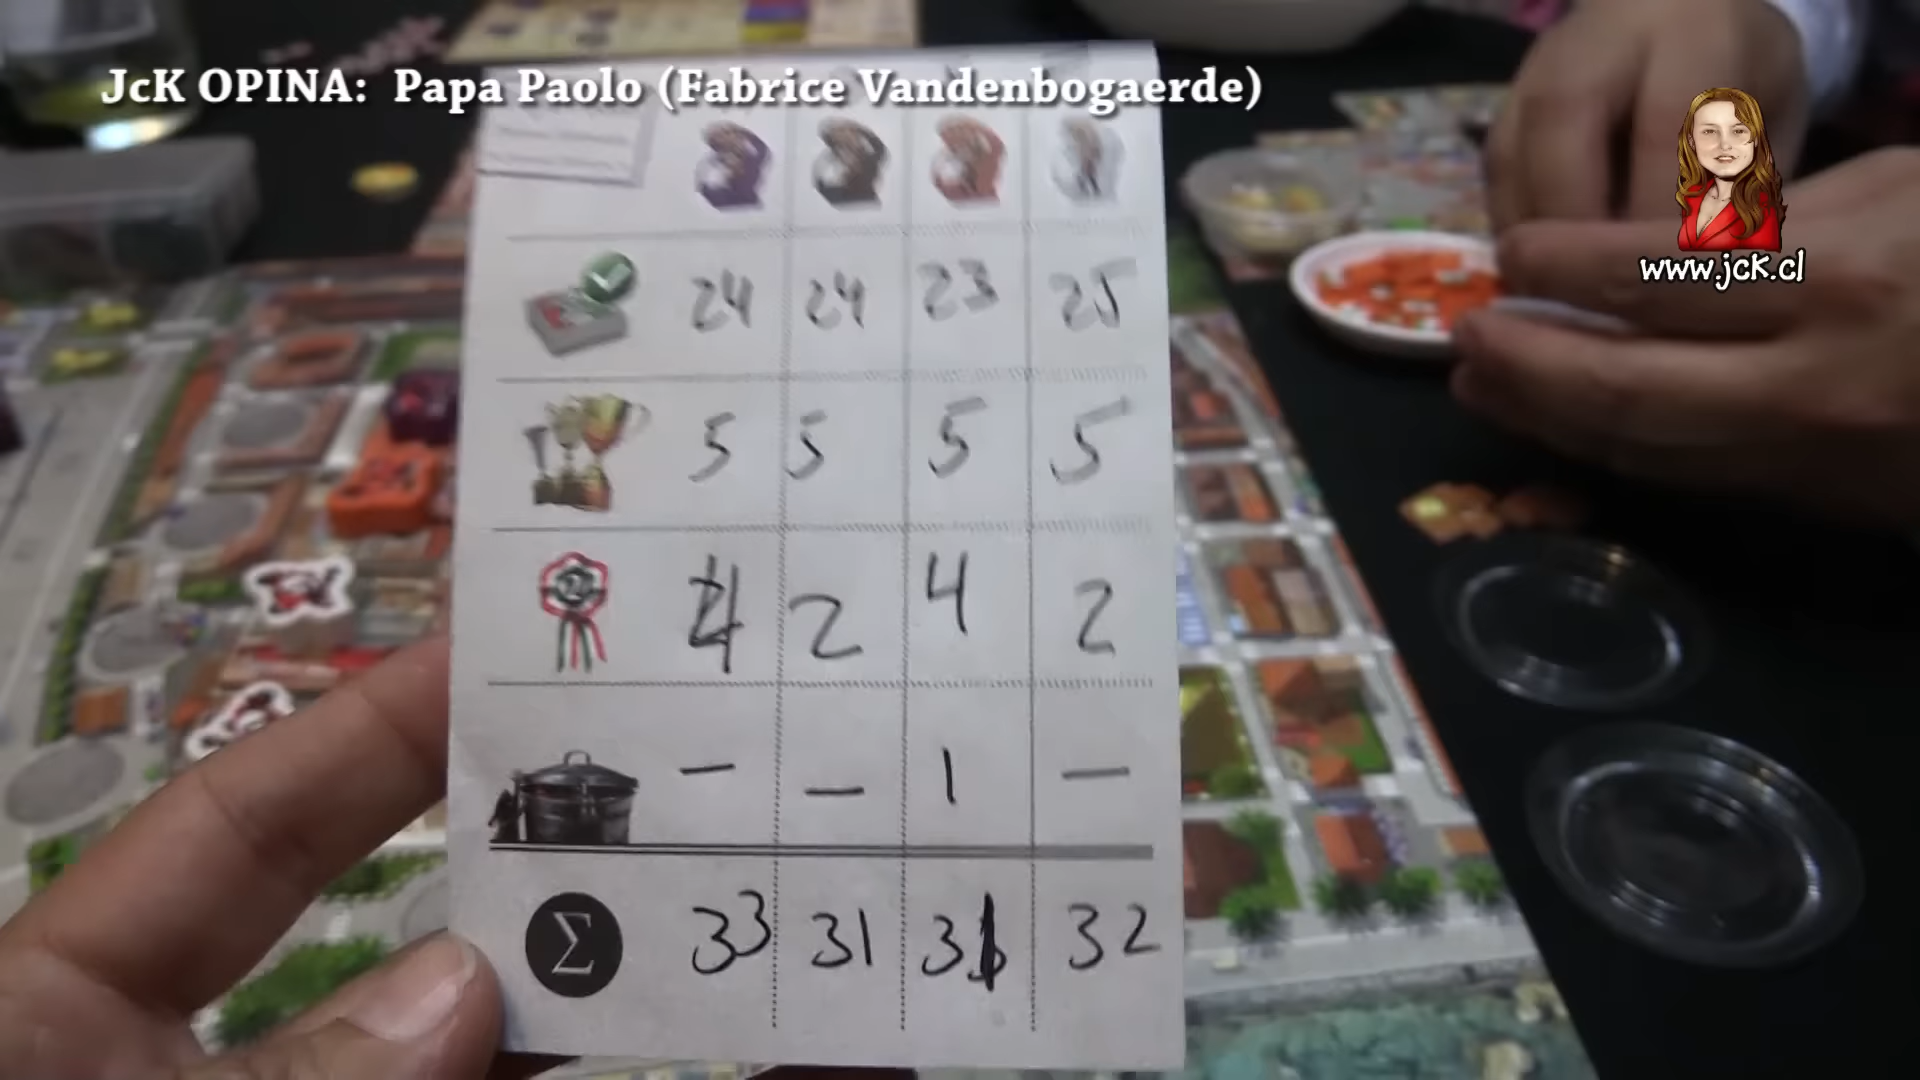 JcK OPINA: Papa Paolo (Fabrice Vandenbogaerde)
www.jcK.cl
24 24 23 25
5 5 5 5
4 2 4 2
– – 1 –
Σ 33 31 31 32